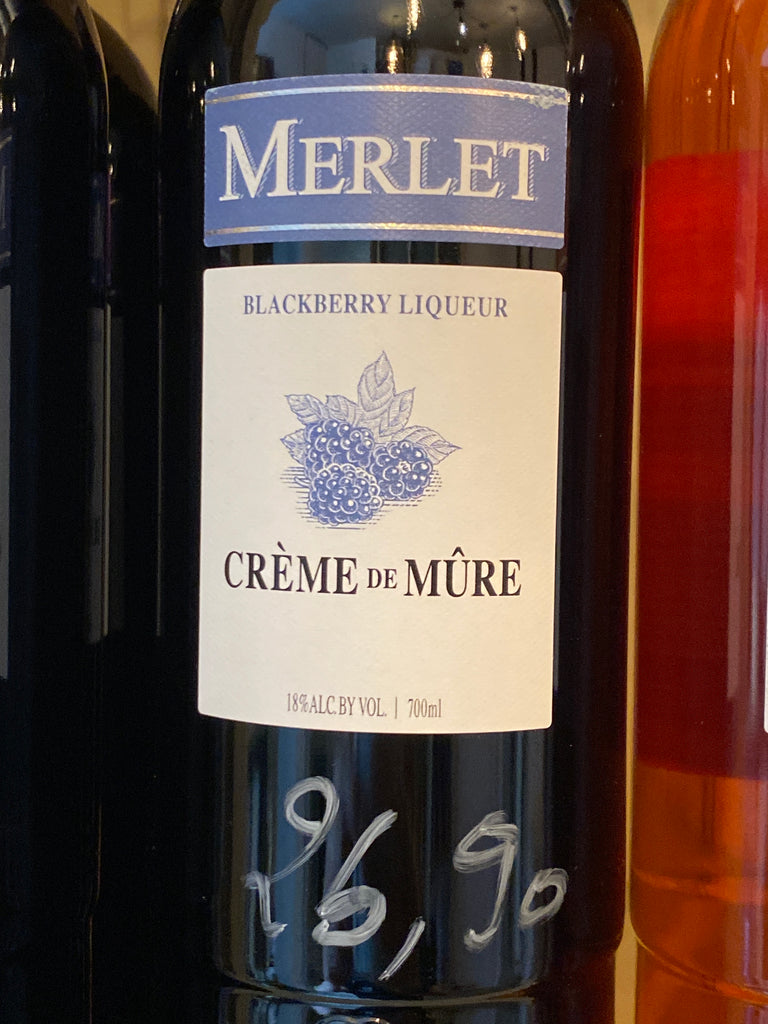 MERLET
BLACKBERRY LIQUEUR
CRÈME DE MÛRE
18% ALC. BY VOL. | 700ml
26,90